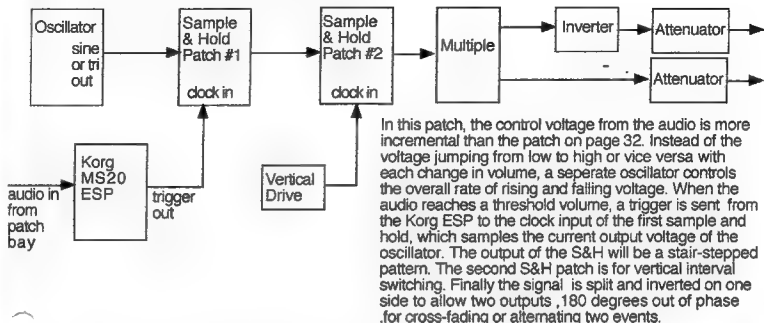 Oscillator
sine
or tri
out
Sample
& Hold
Patch #1
clock in
Sample
& Hold
Patch #2
clock in
Multiple
Inverter
Attenuator
Attenuator
Korg
MS20
ESP
audio in
from
patch
bay
trigger
out
Vertical
Drive
In this patch, the control voltage from the audio is more
incremental than the patch on page 32. Instead of the
voltage jumping from low to high or vice versa with
each change in volume, a seperate oscillator controls
the overall rate of rising and falling voltage. When the
audio reaches a threshold volume, a trigger is sent from
the Korg ESP to the clock input of the first sample and
hold, which samples the current output voltage of the
oscillator. The output of the S&H will be a stair-stepped
pattern. The second S&H patch is for vertical interval
switching. Finally the signal is split and inverted on one
side to allow two outputs ,180 degrees out of phase
,for cross-fading or alternating two events.